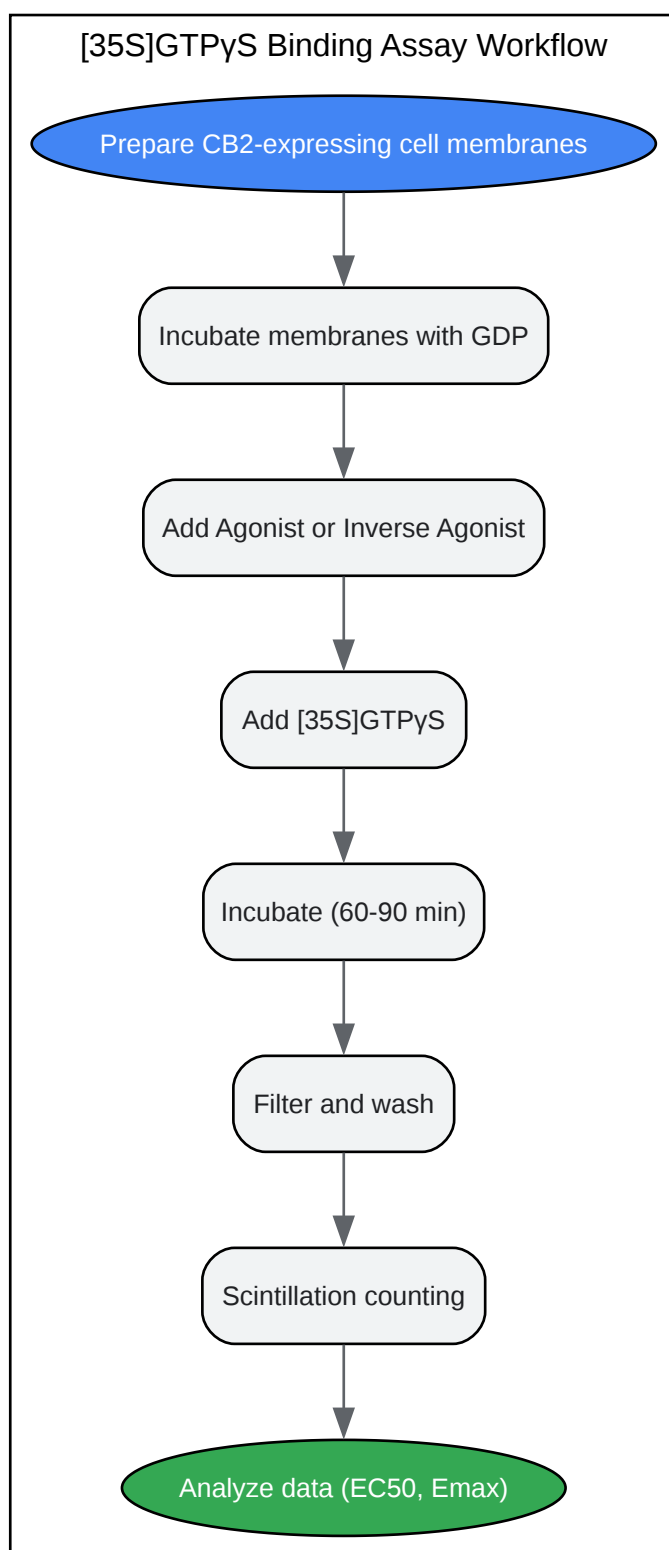 [35S]GTPγS Binding Assay Workflow
Prepare CB2-expressing cell membranes
Incubate membranes with GDP
Add Agonist or Inverse Agonist
Add [35S]GTPγS
Incubate (60-90 min)
Filter and wash
Scintillation counting
Analyze data (EC50, Emax)